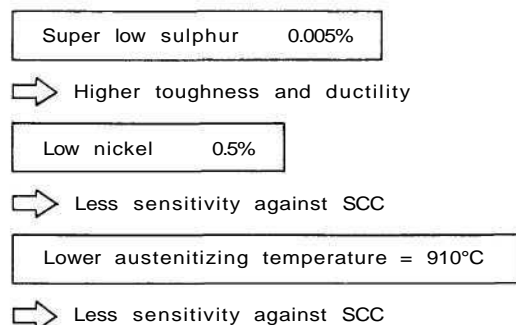 Super low sulphur 0.005%
Higher toughness and ductility
Low nickel 0.5%
Less sensitivity against SCC
Lower austenitizing temperature = 910°C
Less sensitivity against SCC